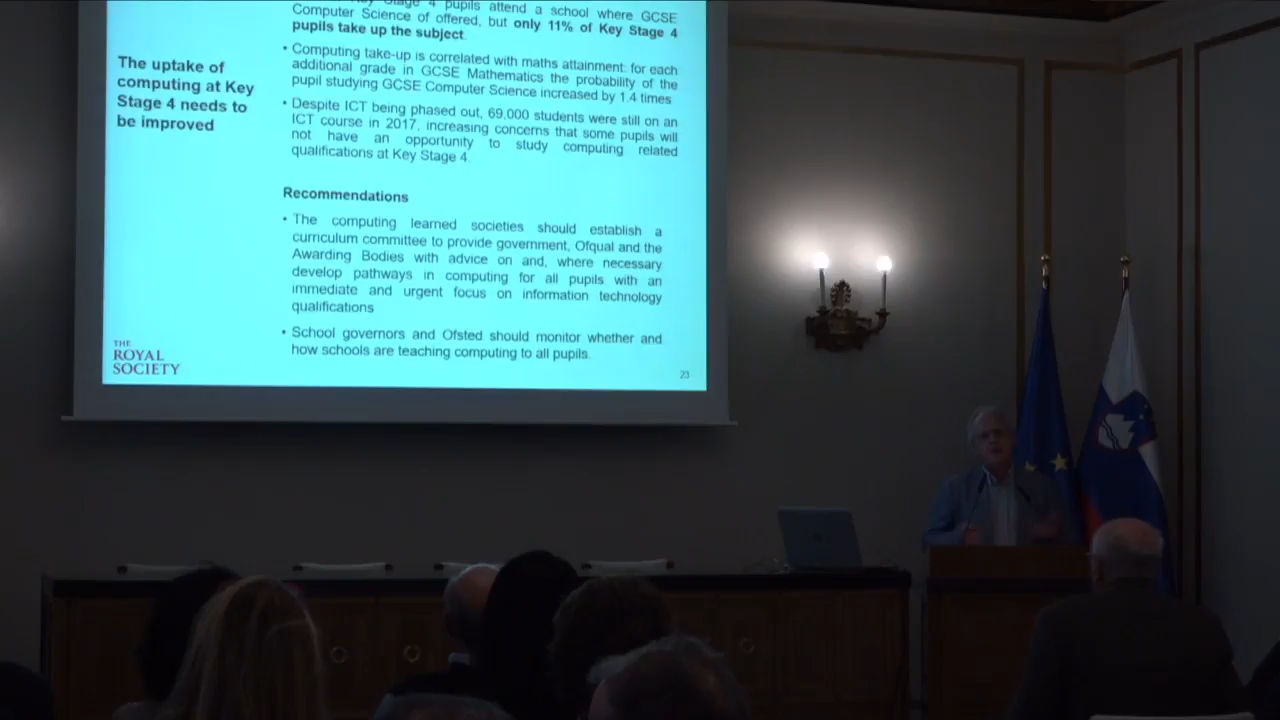 The uptake of
computing at Key
Stage 4 needs to
be improved
Stage 4 pupils attend a school where GCSE
Computer Science of offered, but only 11% of Key Stage 4
pupils take up the subject.
• Computing take-up is correlated with maths attainment: for each
additional grade in GCSE Mathematics the probability of the
pupil studying GCSE Computer Science increased by 1.4 times
• Despite ICT being phased out, 69,000 students were still on an
ICT course in 2017, increasing concerns that some pupils will
not have an opportunity to study computing related
qualifications at Key Stage 4.
Recommendations
• The computing learned societies should establish a
curriculum committee to provide government, Ofqual and the
Awarding Bodies with advice on and, where necessary
develop pathways in computing for all pupils with an
immediate and urgent focus on information technology
qualifications
• School governors and Ofsted should monitor whether and
how schools are teaching computing to all pupils.
THE
ROYAL
SOCIETY
23